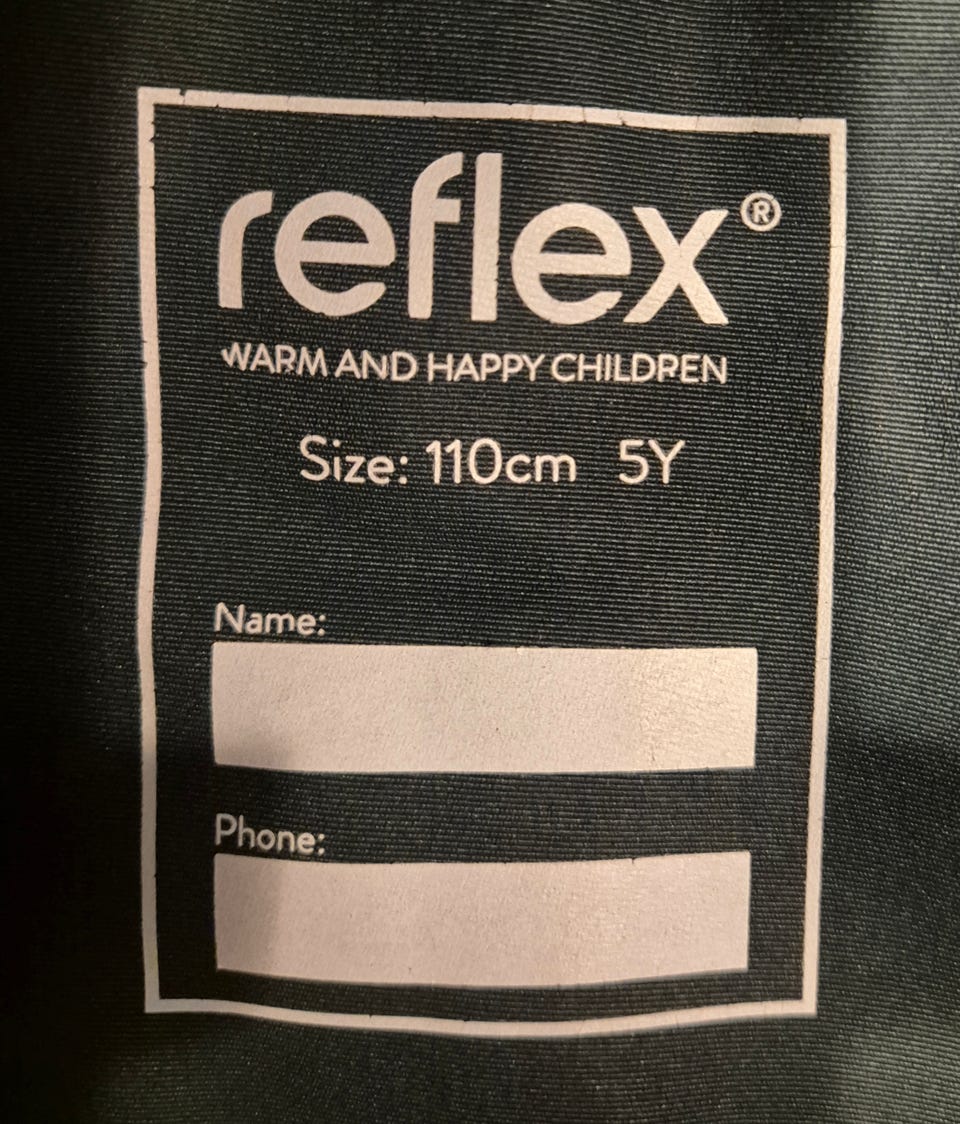 reflex®
WARM AND HAPPY CHILDREN
Size: 110cm 5Y
Name:
Phone: